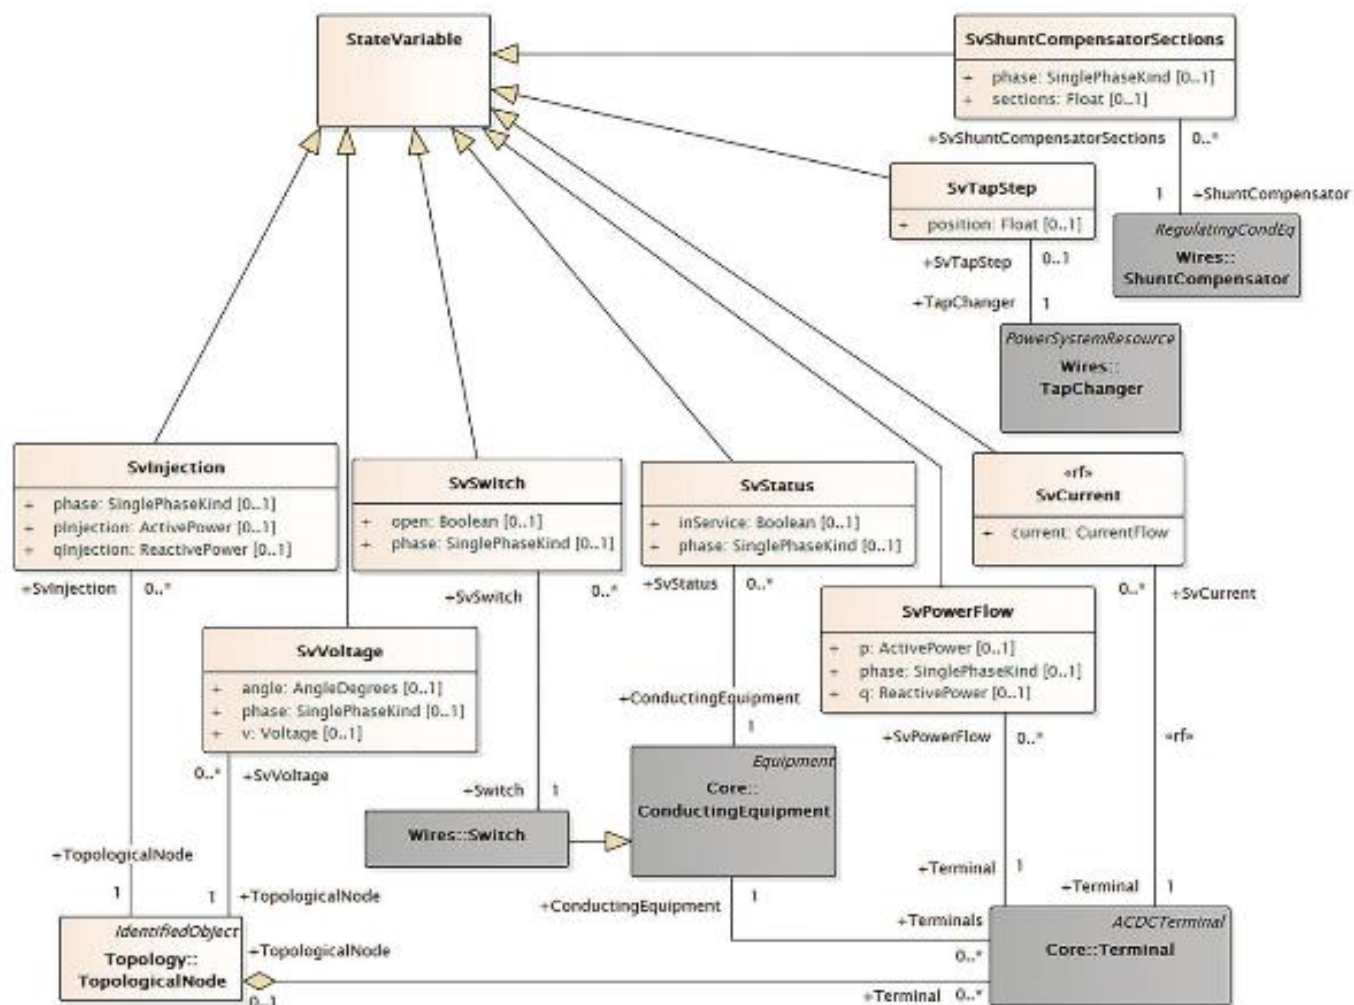 StateVariable
SvShuntCompensatorSections
+ phase: SinglePhaseKind [0..1]
+ sections: Float [0..1]
+SvShuntCompensatorSections 0..*
1 +ShuntCompensator
RegulatingCondEq
Wires::
ShuntCompensator
SvTapStep
+ position: Float [0..1]
+SvTapStep 0..1
+TapChanger 1
PowerSystemResource
Wires::
TapChanger
SvInjection
+ phase: SinglePhaseKind [0..1]
+ pInjection: ActivePower [0..1]
+ qInjection: ReactivePower [0..1]
+SvInjection 0..*
SvSwitch
+ open: Boolean [0..1]
+ phase: SinglePhaseKind [0..1]
+SvSwitch 0..*
SvStatus
+ inService: Boolean [0..1]
+ phase: SinglePhaseKind [0..1]
+SvStatus 0..*
«rf»
SvCurrent
+ current: CurrentFlow
0..* +SvCurrent
SvVoltage
+ angle: AngleDegrees [0..1]
+ phase: SinglePhaseKind [0..1]
+ v: Voltage [0..1]
0..* +SvVoltage
SvPowerFlow
+ p: ActivePower [0..1]
+ phase: SinglePhaseKind [0..1]
+ q: ReactivePower [0..1]
+SvPowerFlow 0..*
«rf»
+ConductingEquipment
1
Equipment
Core::
ConductingEquipment
+Switch 1
Wires::Switch
+TopologicalNode
1
1 +TopologicalNode
+ConductingEquipment 1
+Terminal 1
+Terminal 1
IdentifiedObject
Topology::
TopologicalNode
+TopologicalNode
0..1
+Terminals
0..*
ACDCTerminal
Core::Terminal
+Terminal 0..*